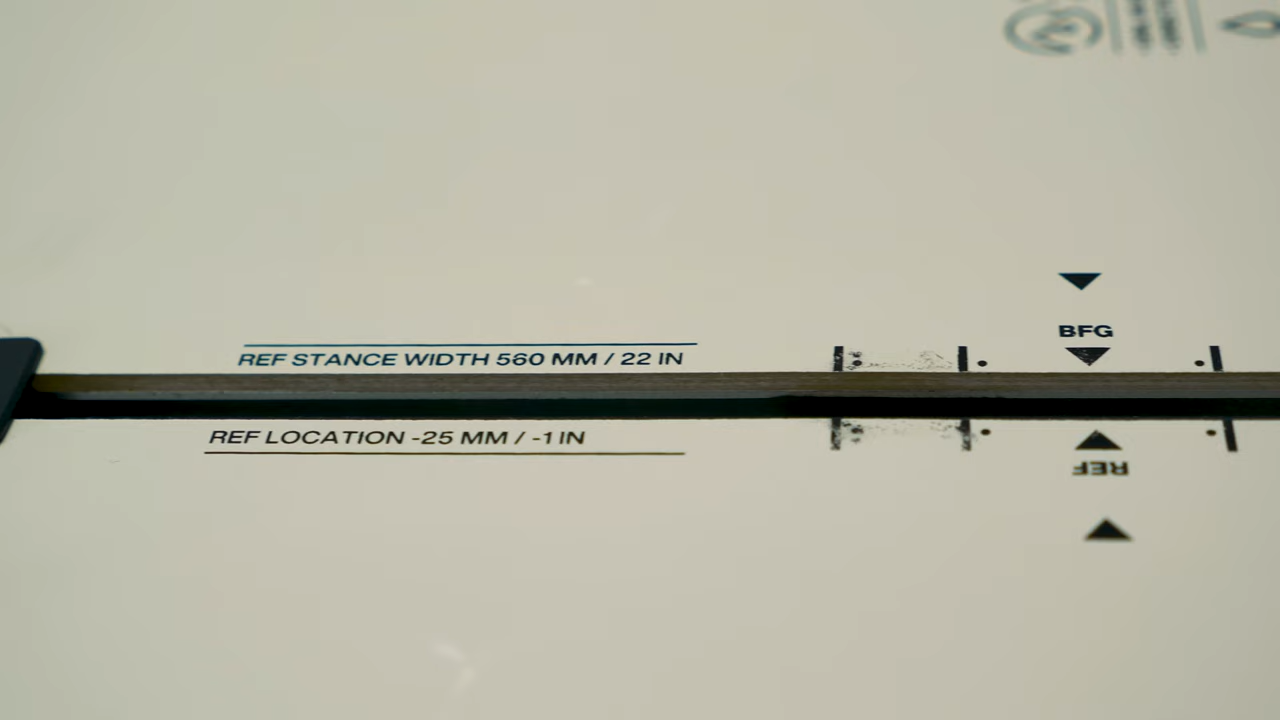 REF STANCE WIDTH 560 MM / 22 IN
BFG
REF LOCATION -25 MM / -1 IN
REF